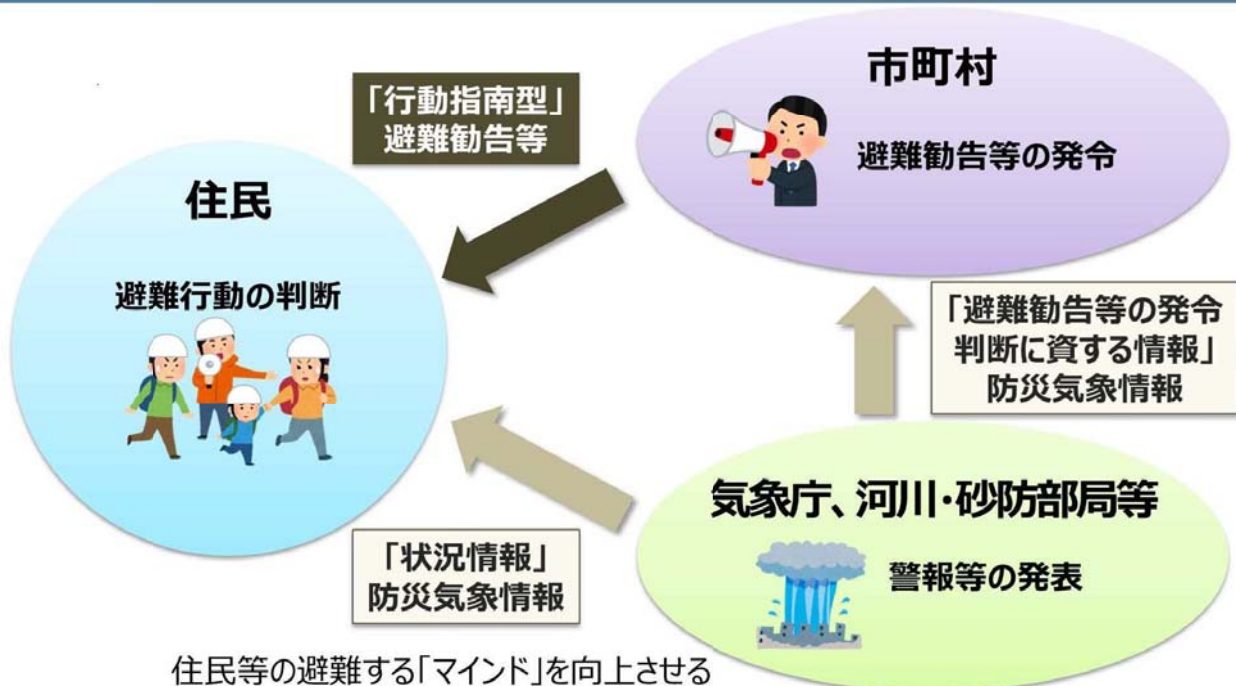 市町村
避難勧告等の発令
「行動指南型」
避難勧告等
住民
避難行動の判断
「避難勧告等の発令
判断に資する情報」
防災気象情報
気象庁、河川・砂防部局等
警報等の発表
「状況情報」
防災気象情報
住民等の避難する「マインド」を向上させる